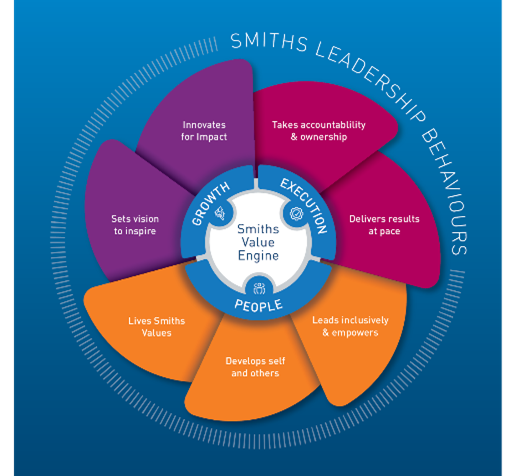 SMITHS LEADERSHIP BEHAVIOURS
Innovates
for Impact
Takes accountability
& ownership
Sets vision
to inspire
Delivers results
at pace
GROWTH
EXECUTION
Smiths
Value
Engine
PEOPLE
Lives Smiths
Values
Leads inclusively
& empowers
Develops self
and others